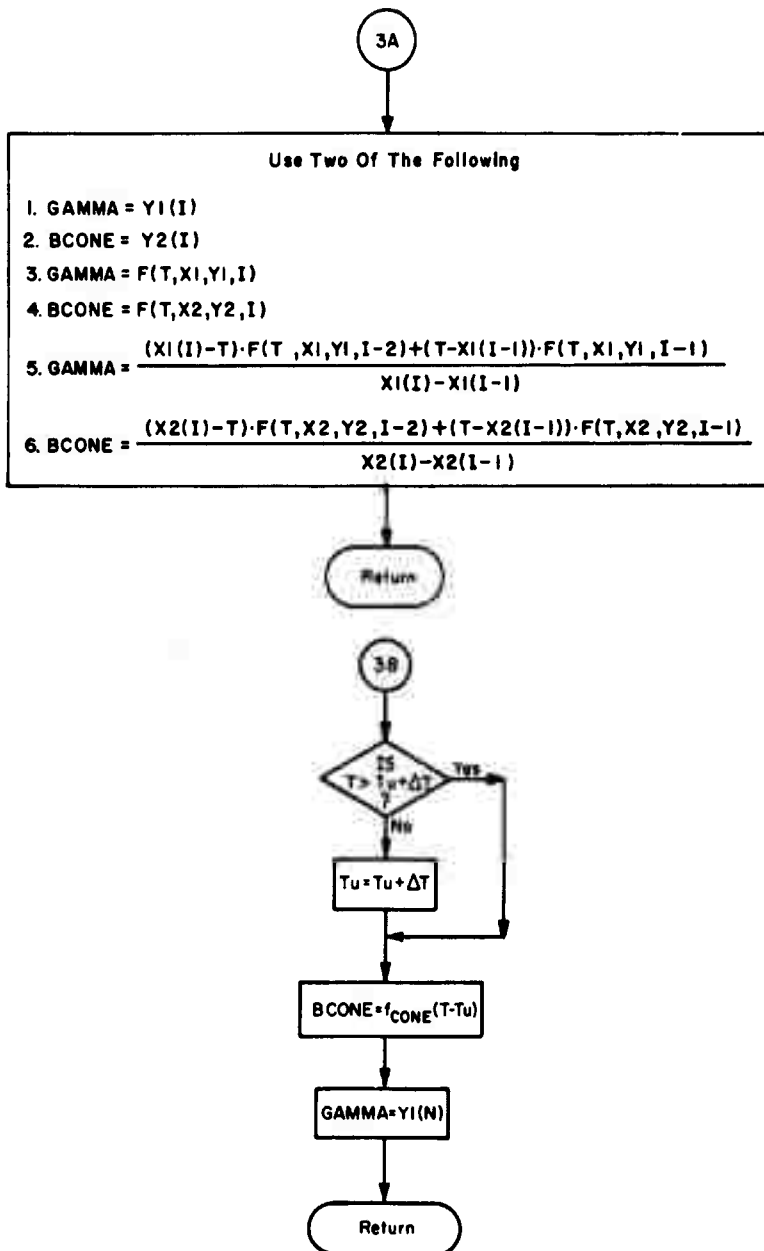 3A
Use Two Of The Following
1. GAMMA = Y1(I)
2. BCONE = Y2(I)
3. GAMMA = F(T,X1,Y1,I)
4. BCONE = F(T,X2,Y2,I)
5. GAMMA = (X1(I)-T)·F(T ,X1,Y1,I-2)+(T-X1(I-1))·F(T,X1,Y1,I-1)
X1(I)-X1(I-1)
6. BCONE = (X2(I)-T)·F(T,X2,Y2,I-2)+(T-X2(I-1))·F(T,X2,Y2,I-1)
X2(I)-X2(I-1)
Return
3B
IS
T > Tu+ΔT
?
Yes
No
Tu = Tu + ΔT
BCONE=fCONE(T-Tu)
GAMMA=Y1(N)
Return